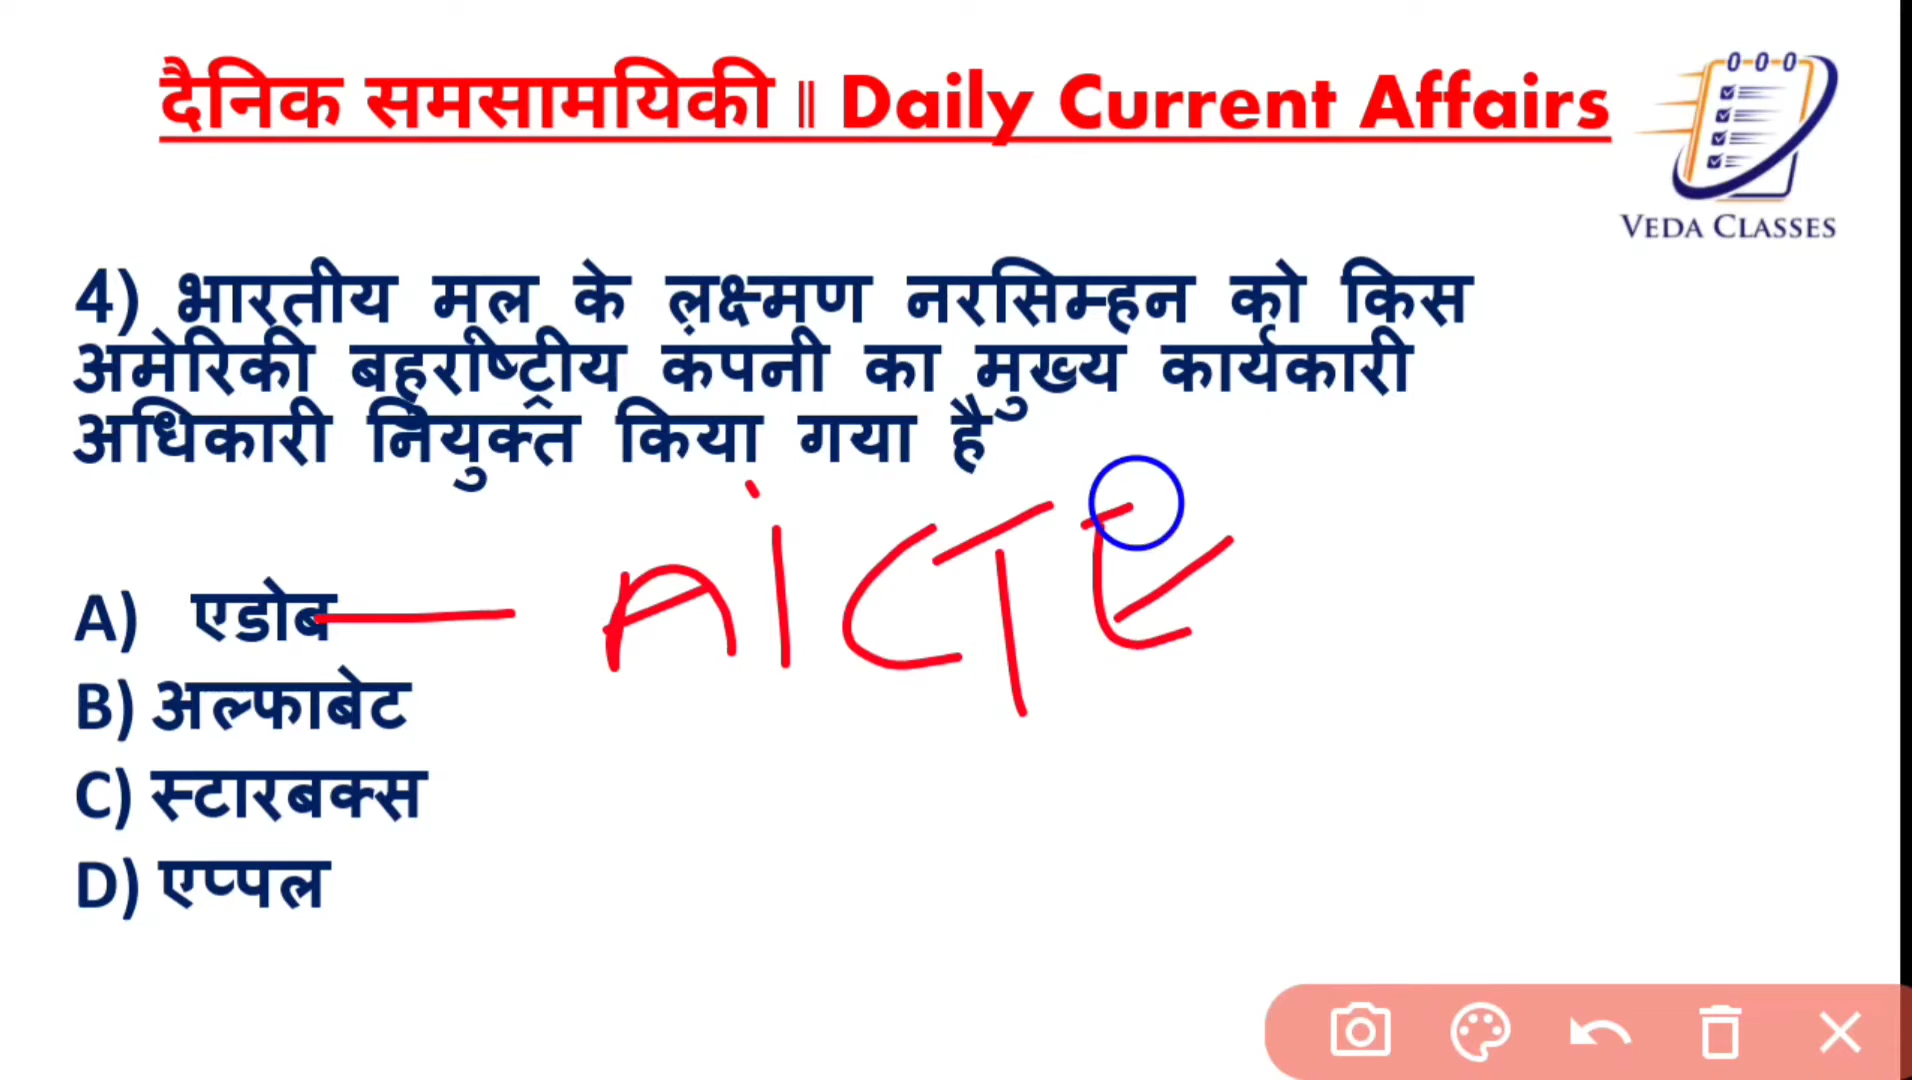 दैनिक समसामयिकी || Daily Current Affairs
VEDA CLASSES
4) भारतीय मूल के लक्ष्मण नरसिम्हन को किस
अमेरिकी बहुराष्ट्रीय कंपनी का मुख्य कार्यकारी
अधिकारी नियुक्त किया गया है
AiCTE
A) एडोब
B) अल्फाबेट
C) स्टारबक्स
D) एप्पल